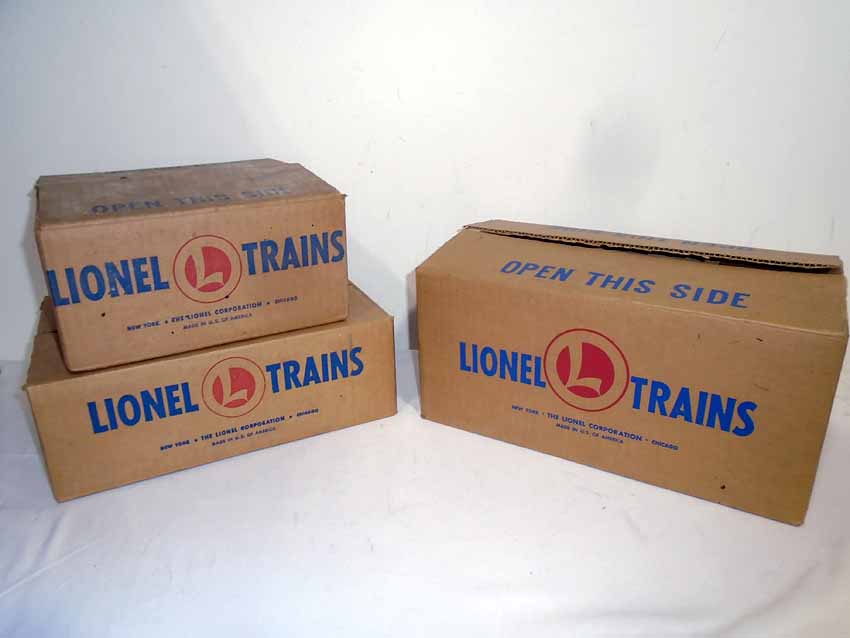 OPEN THIS SIDE
LIONEL L TRAINS
NEW YORK • THE LIONEL CORPORATION • CHICAGO
MADE IN U.S. OF AMERICA
LIONEL L TRAINS
NEW YORK • THE LIONEL CORPORATION • CHICAGO
MADE IN U.S. OF AMERICA
OPEN THIS SIDE
LIONEL L TRAINS
NEW YORK • THE LIONEL CORPORATION • CHICAGO
MADE IN U.S. OF AMERICA